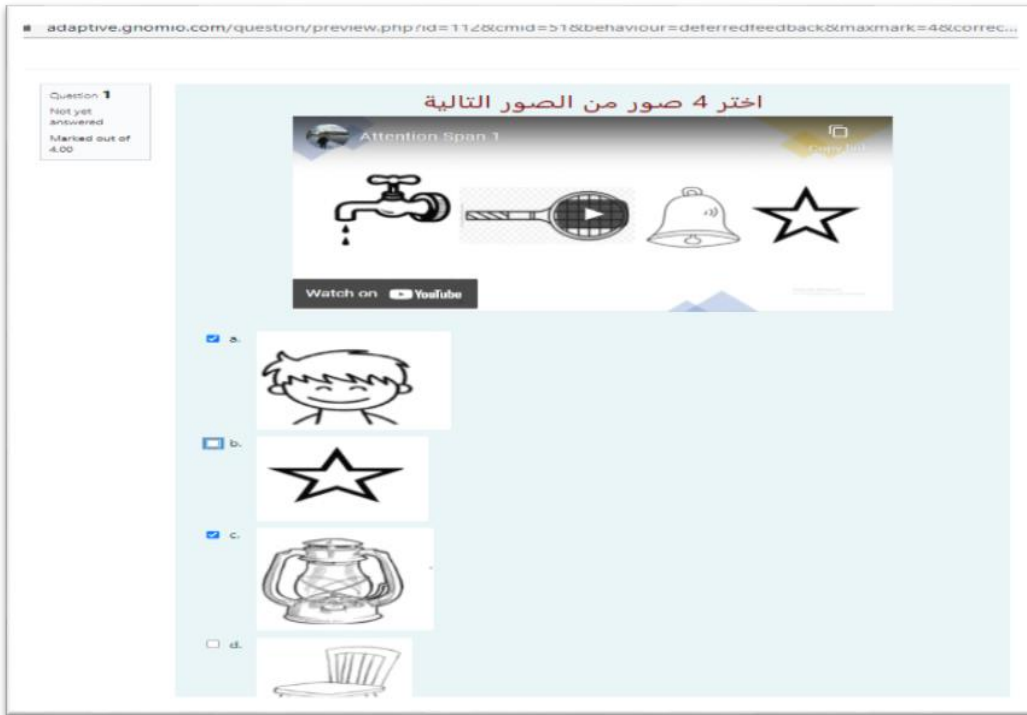 adaptive.gnomio.com/question/preview.php?id=112&cmid=51&behaviour=deferredfeedback&maxmark=4&correc...
Question 1
Not yet
answered
Marked out of
4.00
اختر 4 صور من الصور التالية
Attention Span 1
Copy link
Watch on YouTube
a.
b.
c.
d.